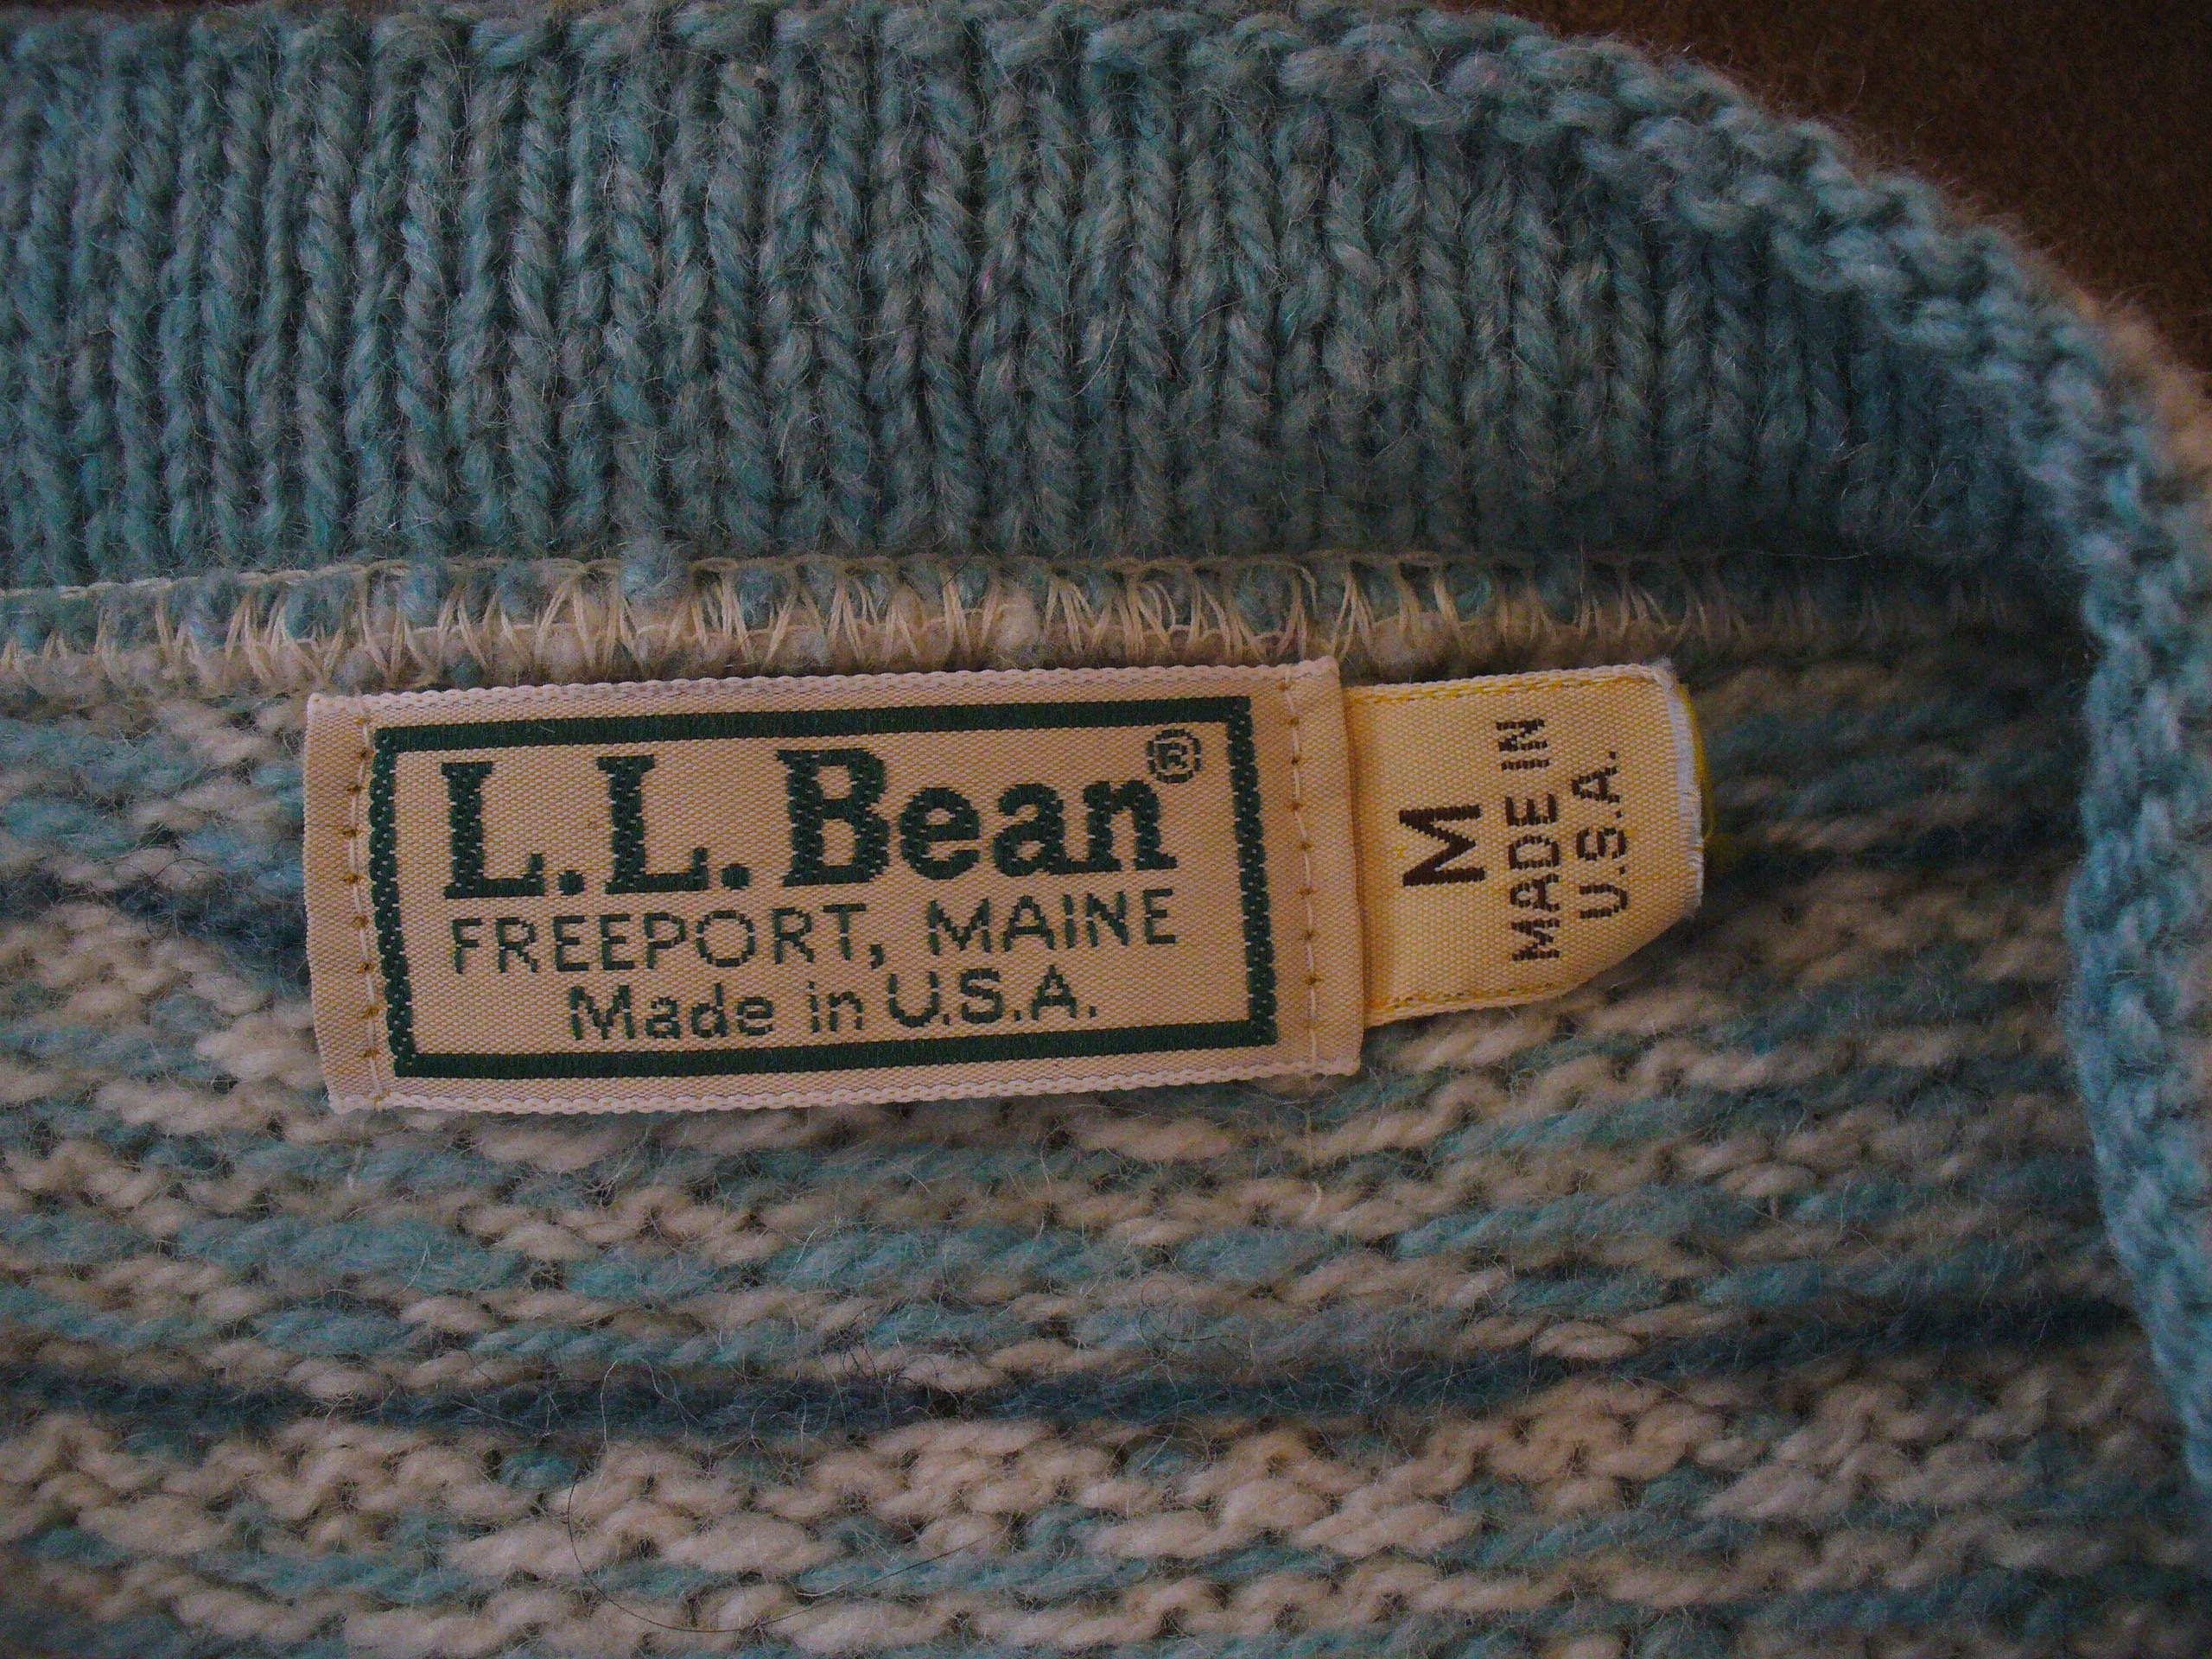 L.L.Bean®
FREEPORT, MAINE
Made in U.S.A.
M
MADE IN
U.S.A.